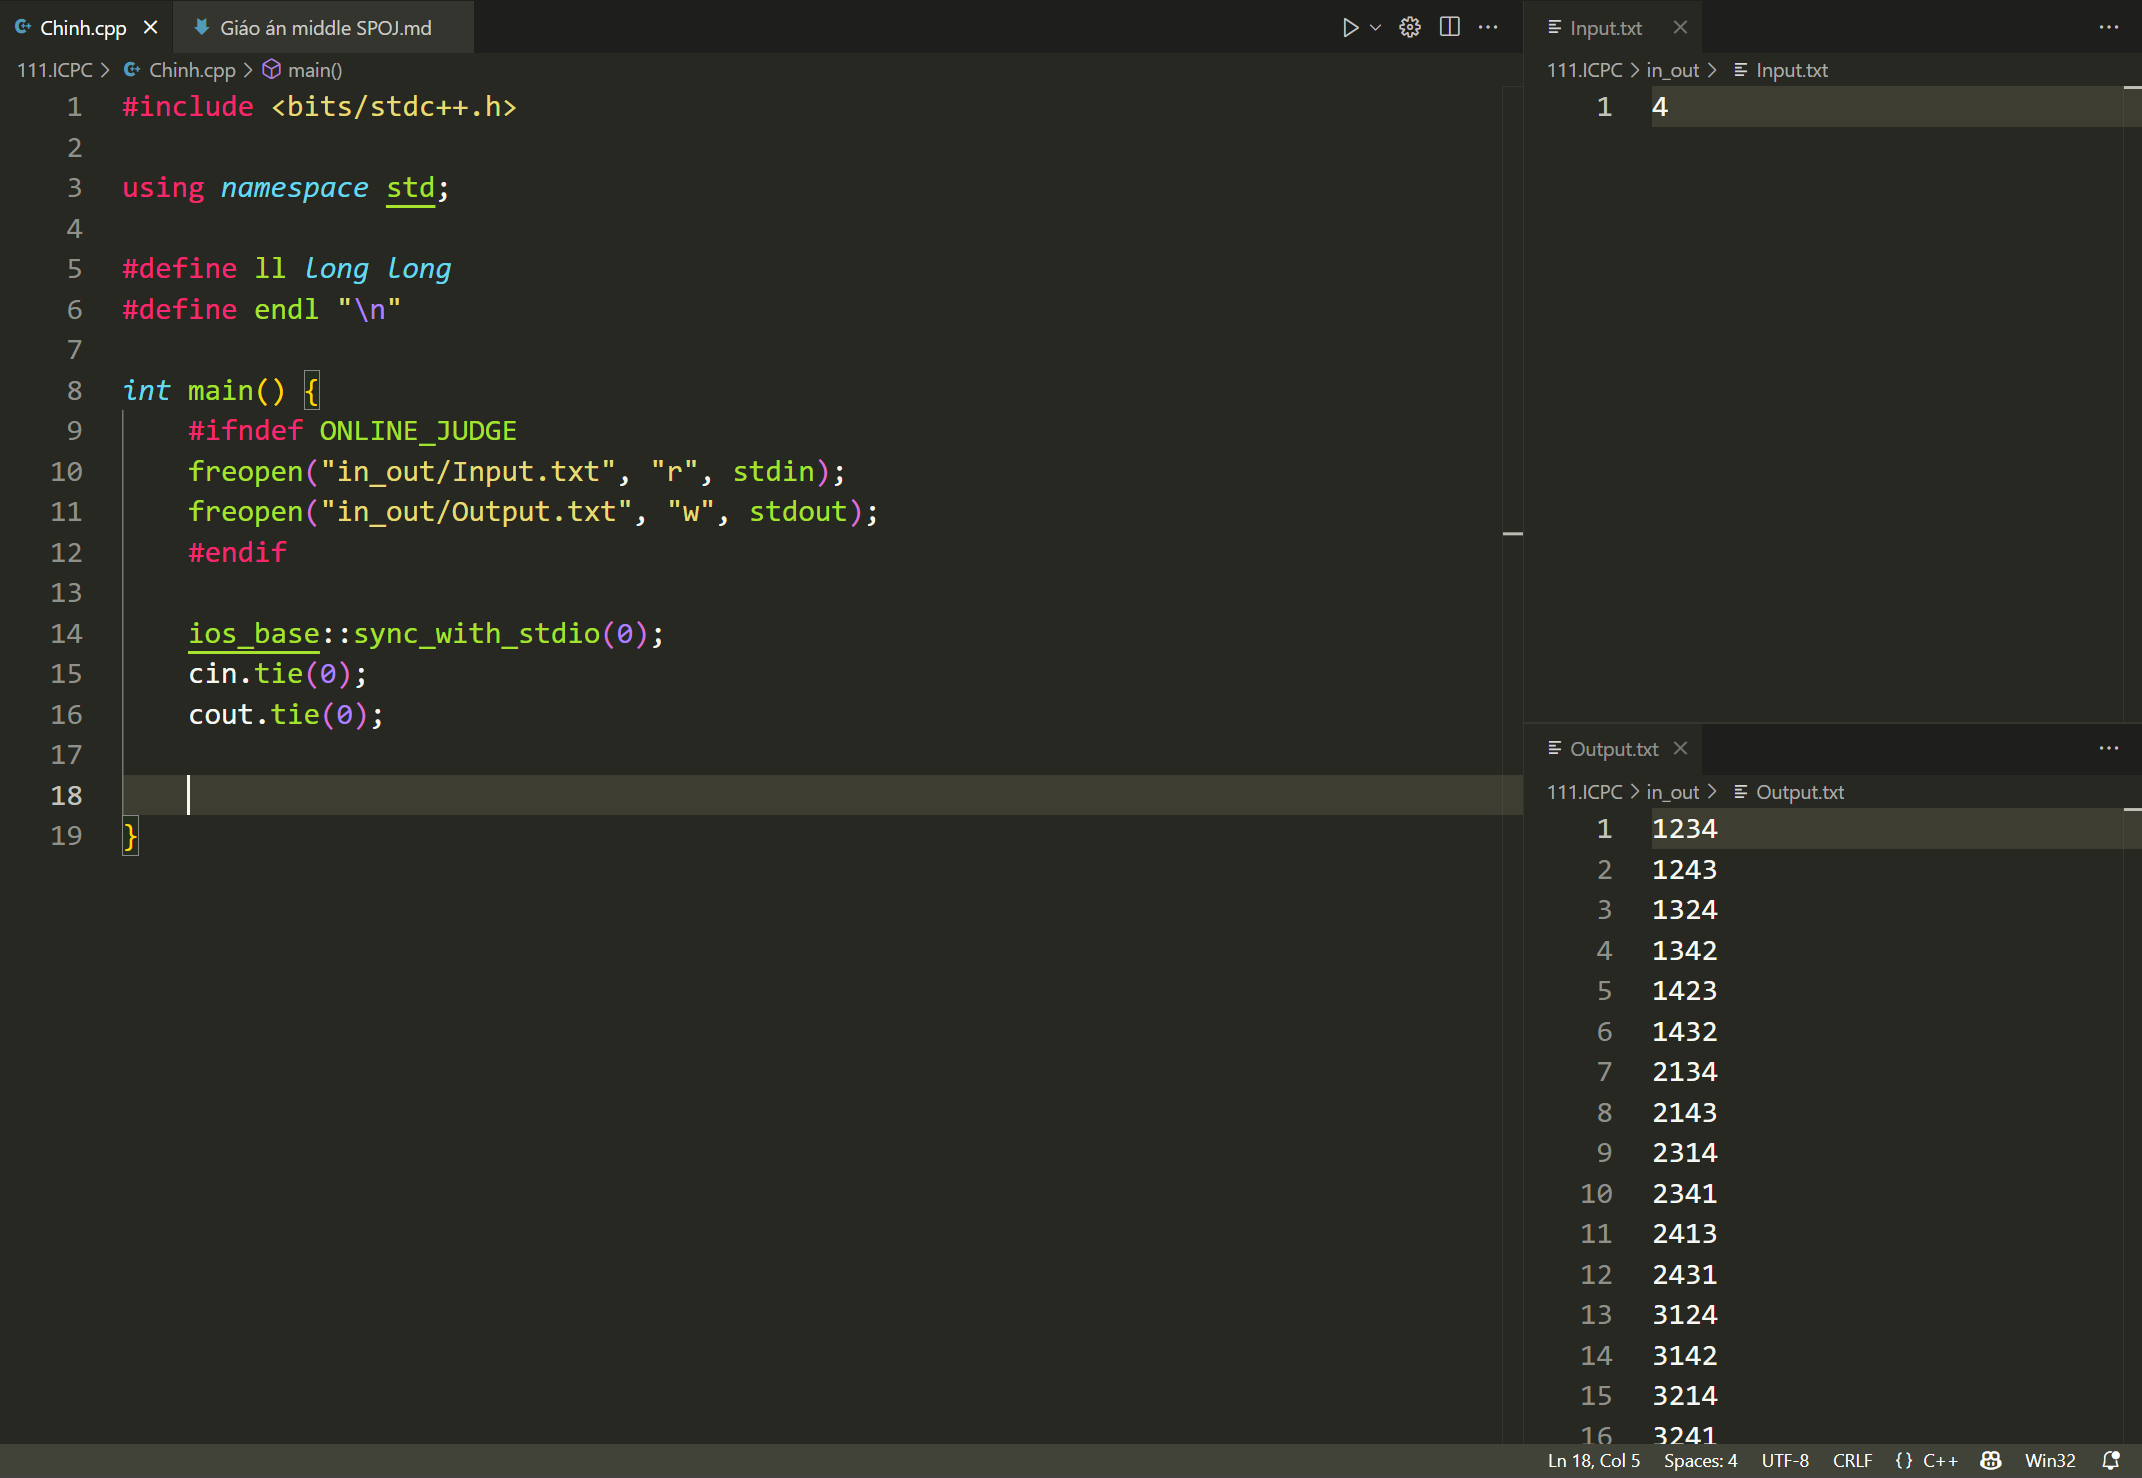 Chinh.cpp
Giáo án middle SPOJ.md
111.ICPC > Chinh.cpp > main()
1 #include <bits/stdc++.h>
2
3 using namespace std;
4
5 #define ll long long
6 #define endl "\n"
7
8 int main() {
9     #ifndef ONLINE_JUDGE
10     freopen("in_out/Input.txt", "r", stdin);
11     freopen("in_out/Output.txt", "w", stdout);
12     #endif
13
14     ios_base::sync_with_stdio(0);
15     cin.tie(0);
16     cout.tie(0);
17
18
19 }
Input.txt
111.ICPC > in_out > Input.txt
1 4
Output.txt
111.ICPC > in_out > Output.txt
1 1234
2 1243
3 1324
4 1342
5 1423
6 1432
7 2134
8 2143
9 2314
10 2341
11 2413
12 2431
13 3124
14 3142
15 3214
16 3241
Ln 18, Col 5 Spaces: 4 UTF-8 CRLF {} C++ Win32